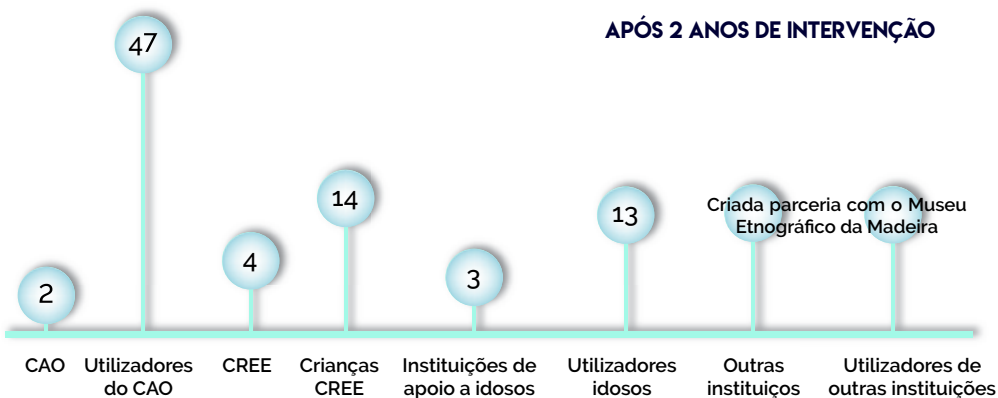 APÓS 2 ANOS DE INTERVENÇÃO
47
2
4
14
3
13
Criada parceria com o Museu
Etnográfico da Madeira
CAO
Utilizadores
do CAO
CREE
Crianças
CREE
Instituições de
apoio a idosos
Utilizadores
idosos
Outras
instituiços
Utilizadores de
outras instituições